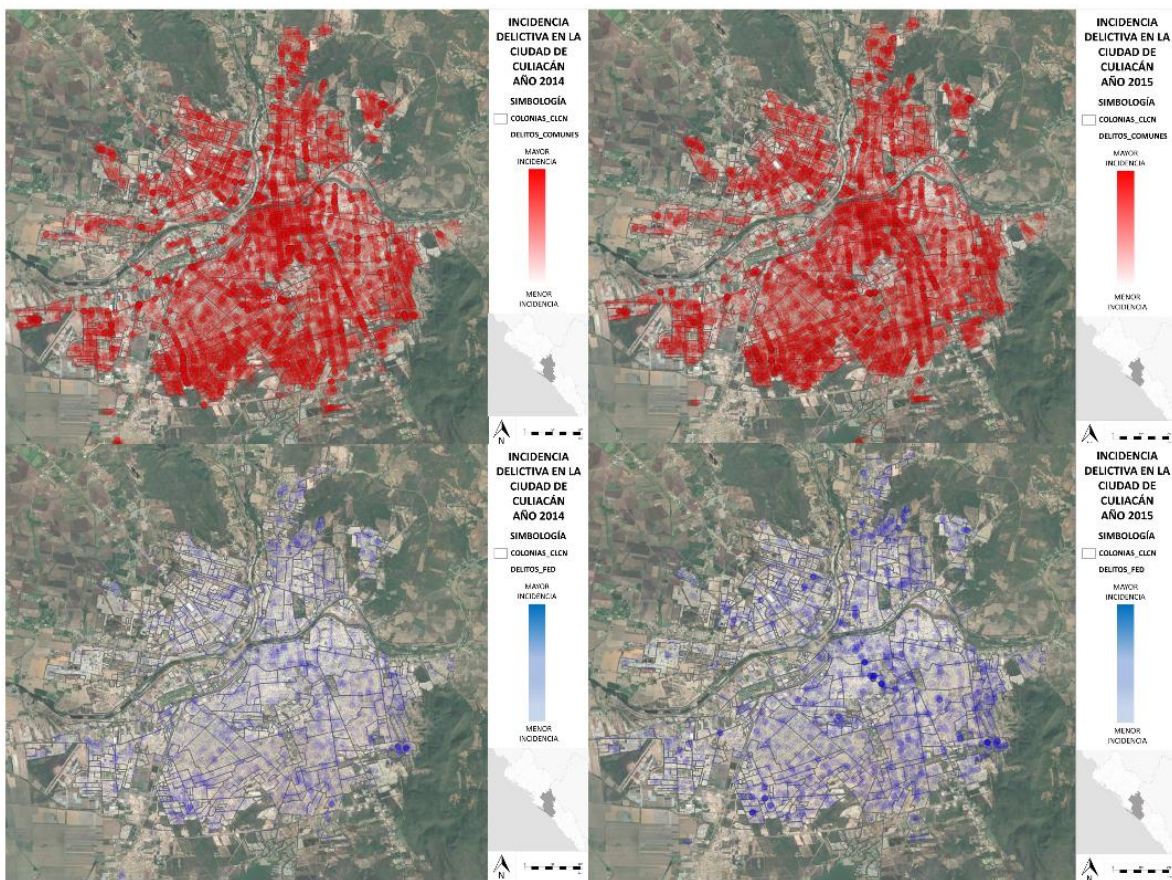 INCIDENCIA
DELICTIVA EN LA
CIUDAD DE
CULIACÁN
AÑO 2014
SIMBOLOGÍA
COLONIAS_CLCN
DELITOS_COMUNES
MAYOR
INCIDENCIA
MENOR
INCIDENCIA
N
INCIDENCIA
DELICTIVA EN LA
CIUDAD DE
CULIACÁN
AÑO 2015
SIMBOLOGÍA
COLONIAS_CLCN
DELITOS_COMUNES
MAYOR
INCIDENCIA
MENOR
INCIDENCIA
N
INCIDENCIA
DELICTIVA EN LA
CIUDAD DE
CULIACÁN
AÑO 2014
SIMBOLOGÍA
COLONIAS_CLCN
DELITOS_FED
MAYOR
INCIDENCIA
MENOR
INCIDENCIA
N
INCIDENCIA
DELICTIVA EN LA
CIUDAD DE
CULIACÁN
AÑO 2015
SIMBOLOGÍA
COLONIAS_CLCN
DELITOS_FED
MAYOR
INCIDENCIA
MENOR
INCIDENCIA
N